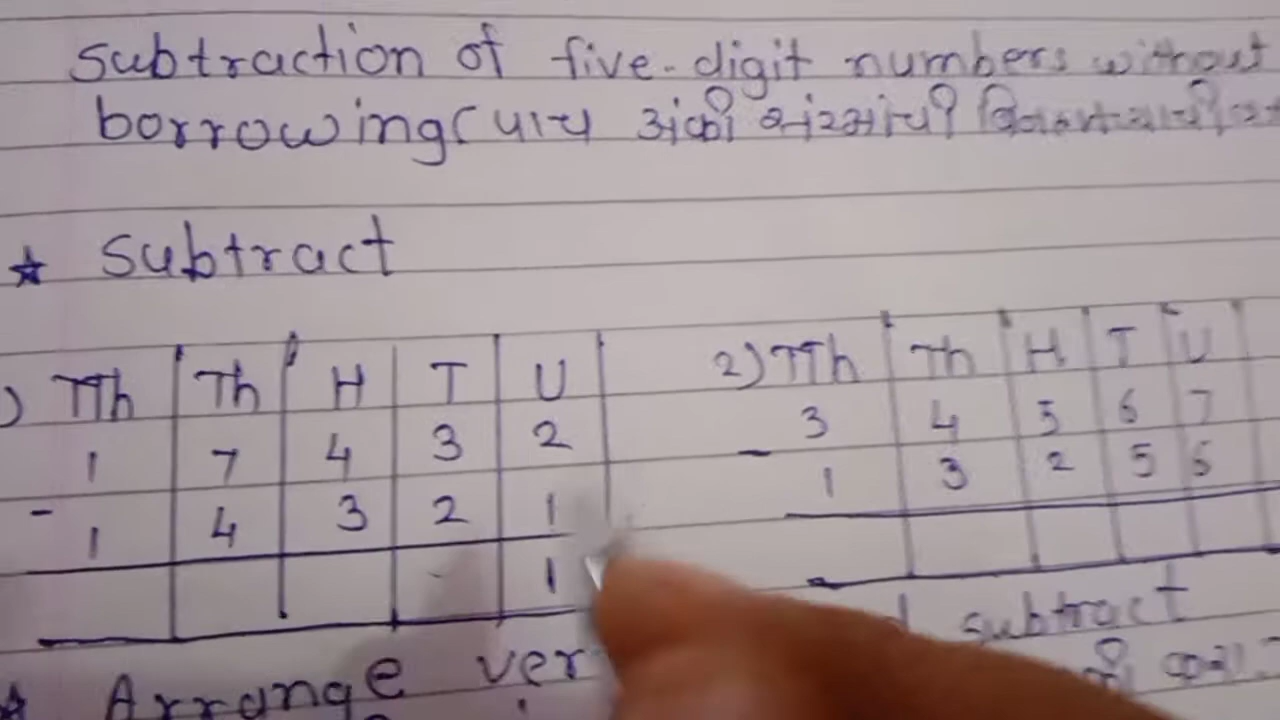 Subtraction of five-digit numbers without
borrowing (पाच अंकी संख्यांची
★ Subtract
) TTh Th H T U
1 7 4 3 2
- 1 4 3 2 1
1
2) TTh Th H T U
3 4 5 6 7
- 1 3 2 5 5
★ Arrange ver subtract